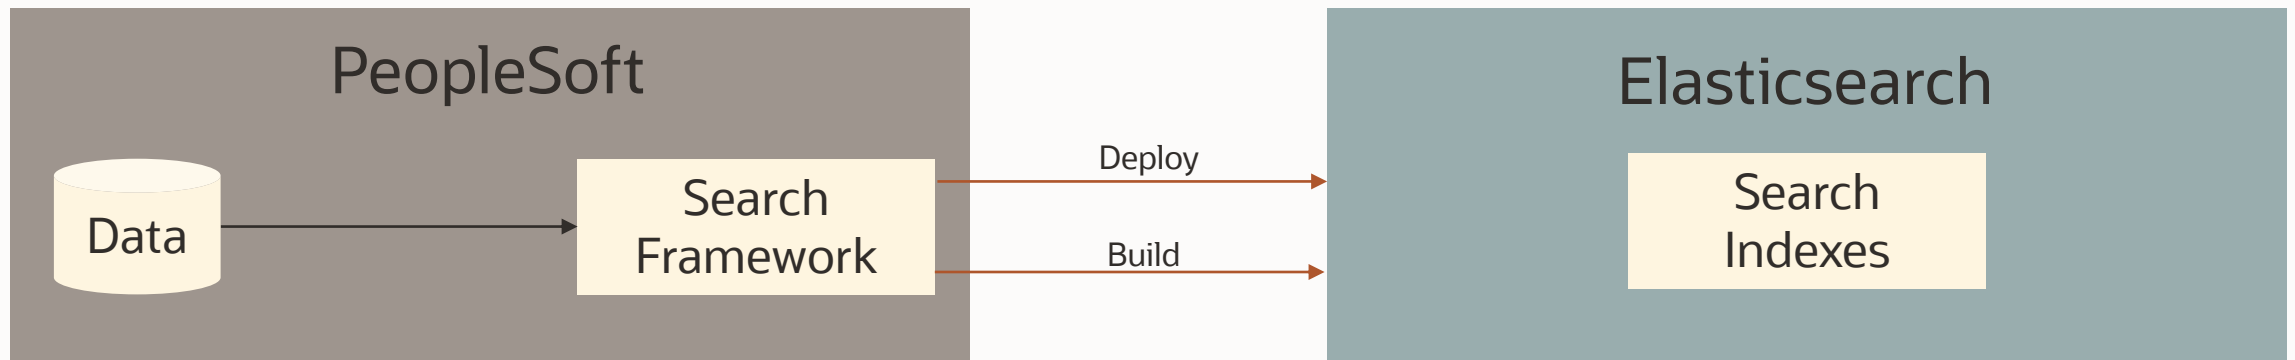 PeopleSoft
Data
Search
Framework
Deploy
Build
Elasticsearch
Search
Indexes